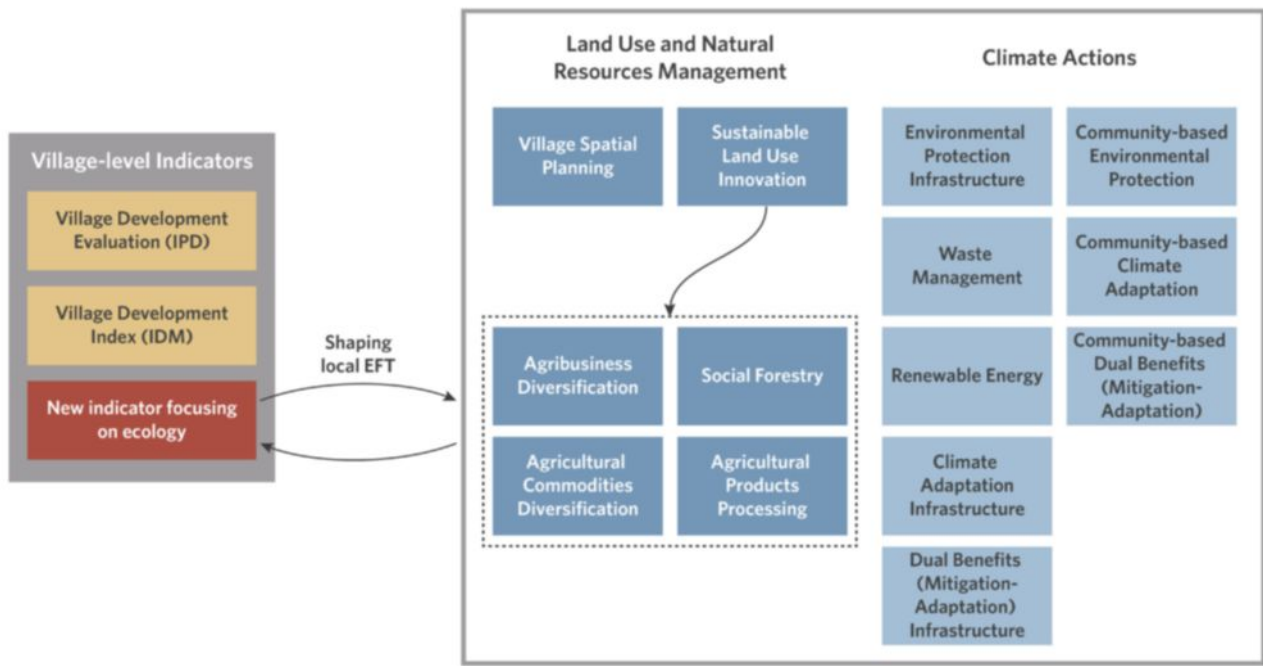 Village-level Indicators
Village Development
Evaluation (IPD)
Village Development
Index (IDM)
New indicator focusing
on ecology
Shaping
local EFT
Land Use and Natural
Resources Management
Village Spatial
Planning
Sustainable
Land Use
Innovation
Agribusiness
Diversification
Social Forestry
Agricultural
Commodities
Diversification
Agricultural
Products
Processing
Climate Actions
Environmental
Protection
Infrastructure
Community-based
Environmental
Protection
Waste
Management
Community-based
Climate
Adaptation
Renewable Energy
Community-based
Dual Benefits
(Mitigation-
Adaptation)
Climate
Adaptation
Infrastructure
Dual Benefits
(Mitigation-
Adaptation)
Infrastructure